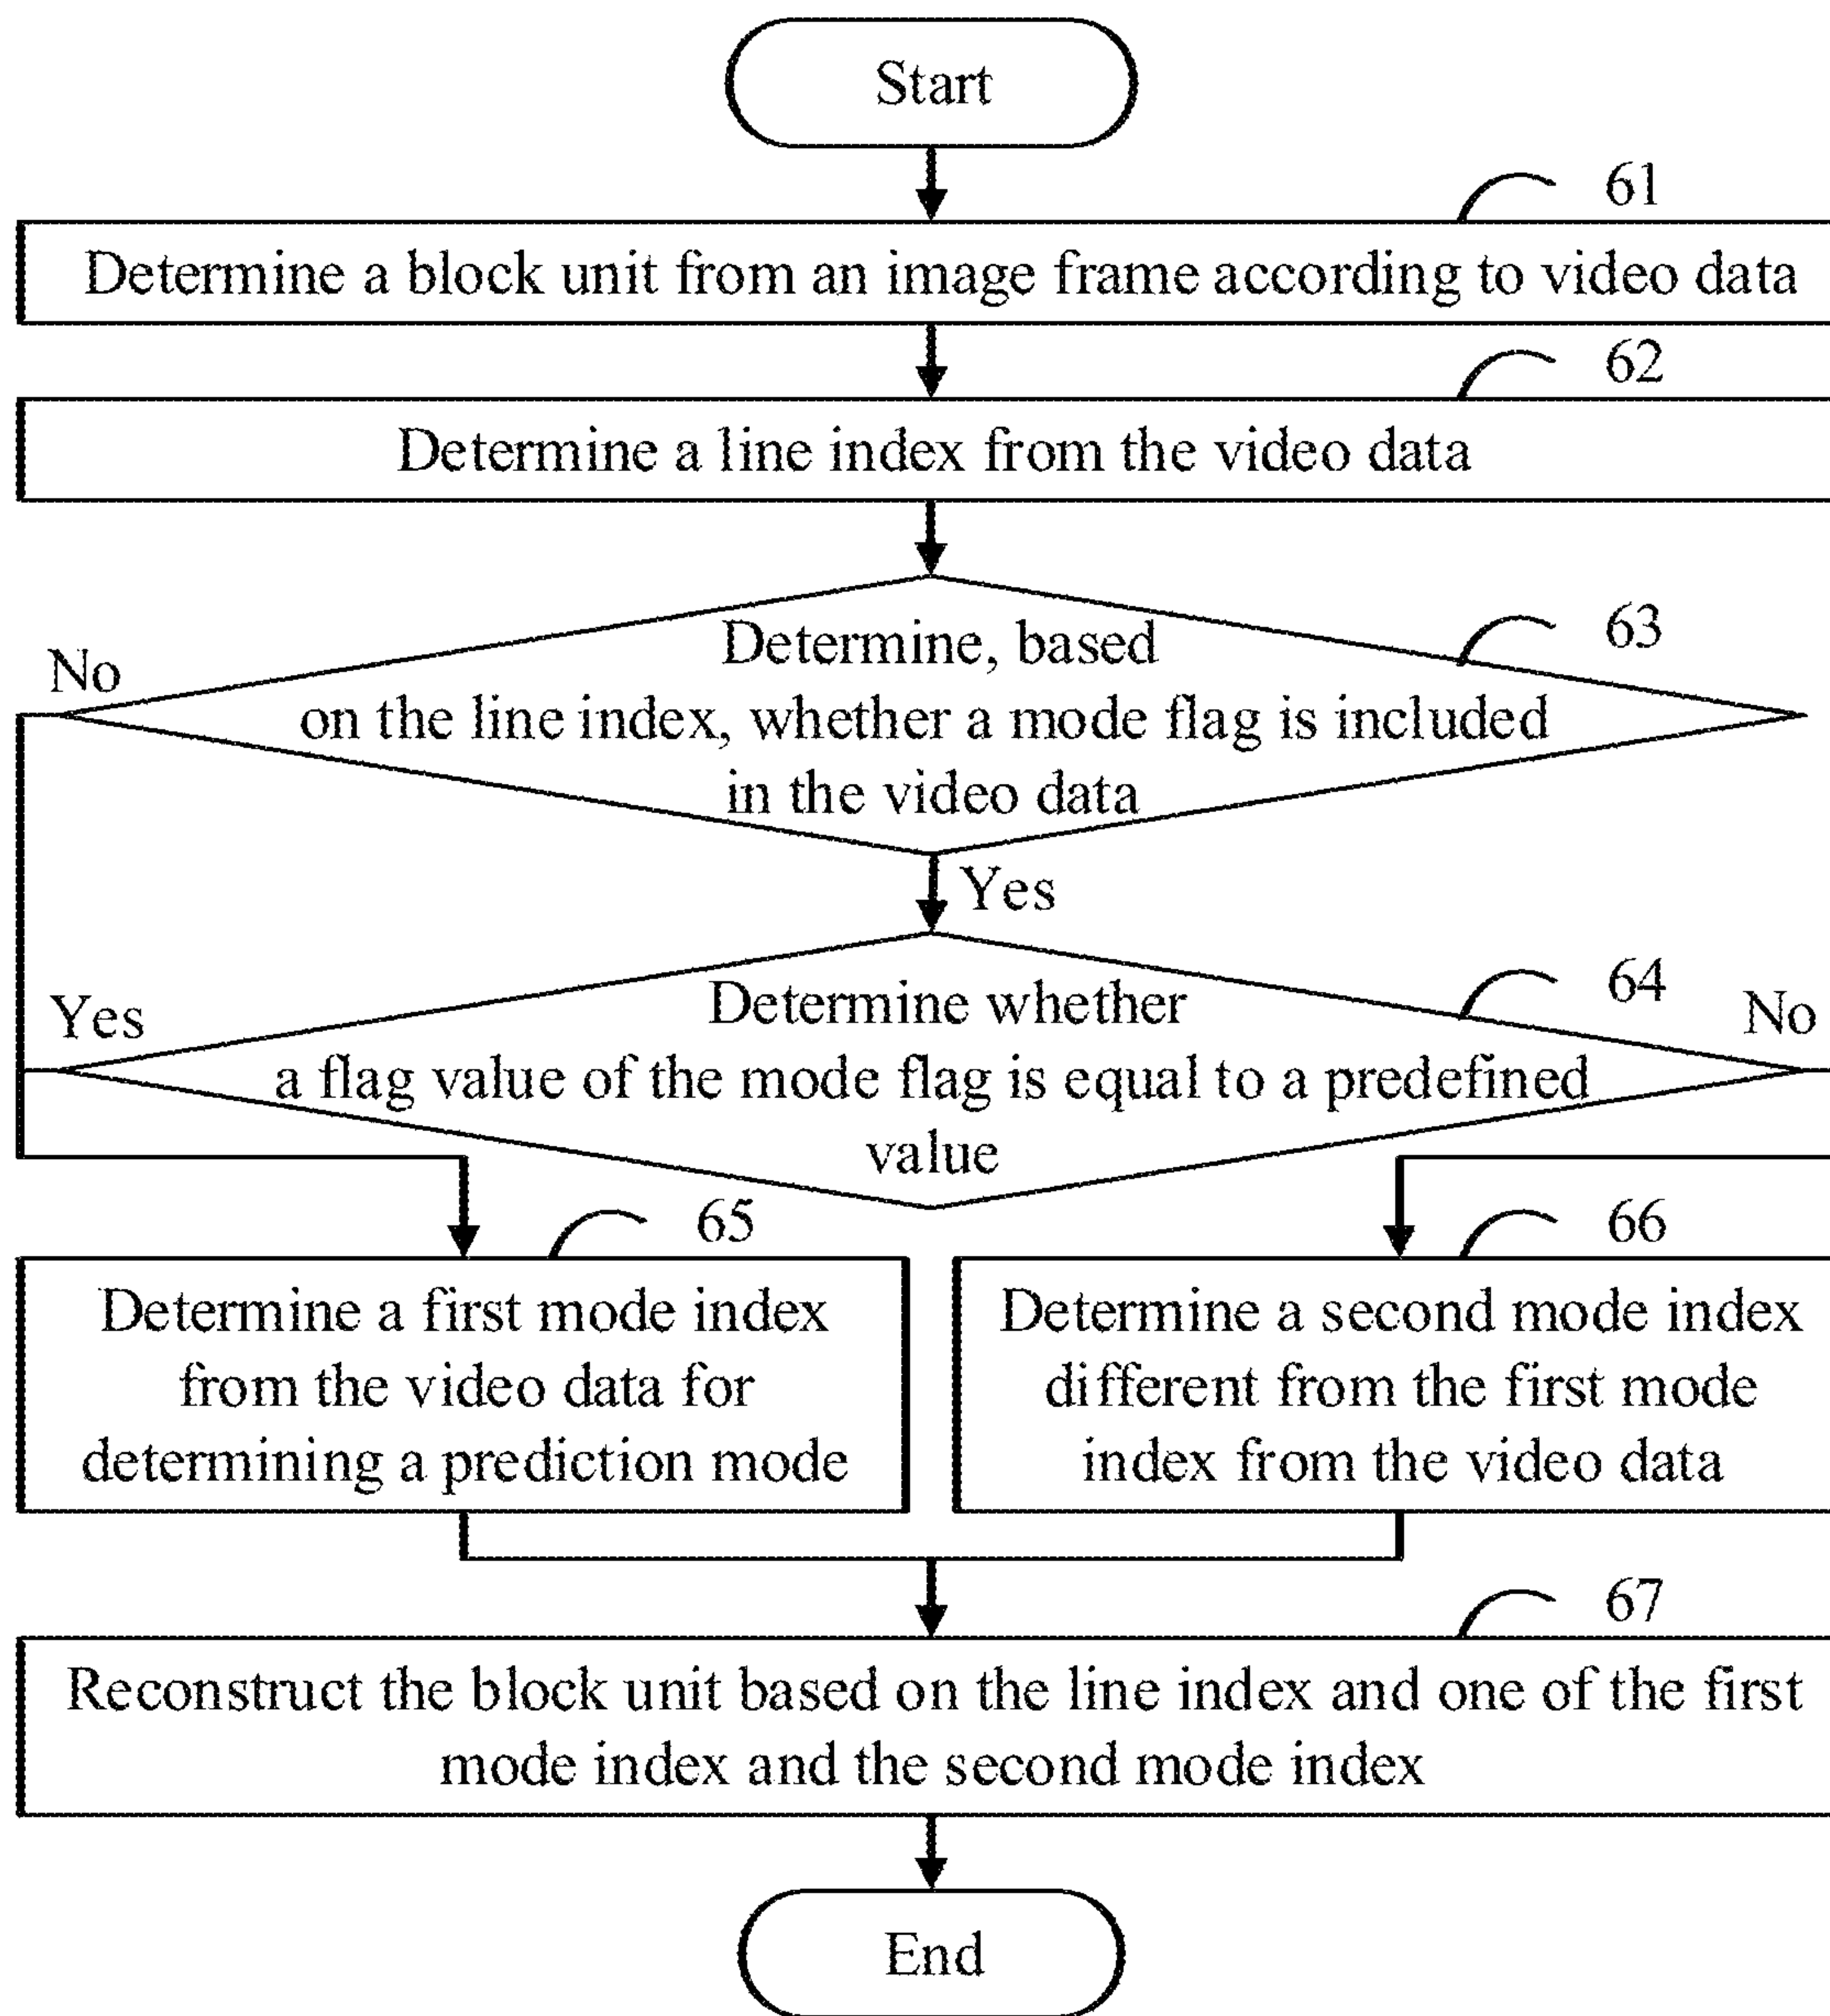 Start
61
Determine a block unit from an image frame according to video data
62
Determine a line index from the video data
63
Determine, based
No
on the line index, whether a mode flag is included
in the video data
Yes
64
Determine whether
Yes
No
a flag value of the mode flag is equal to a predefined
value
65
Determine a first mode index
from the video data for
determining a prediction mode
66
Determine a second mode index
different from the first mode
index from the video data
67
Reconstruct the block unit based on the line index and one of the first
mode index and the second mode index
End